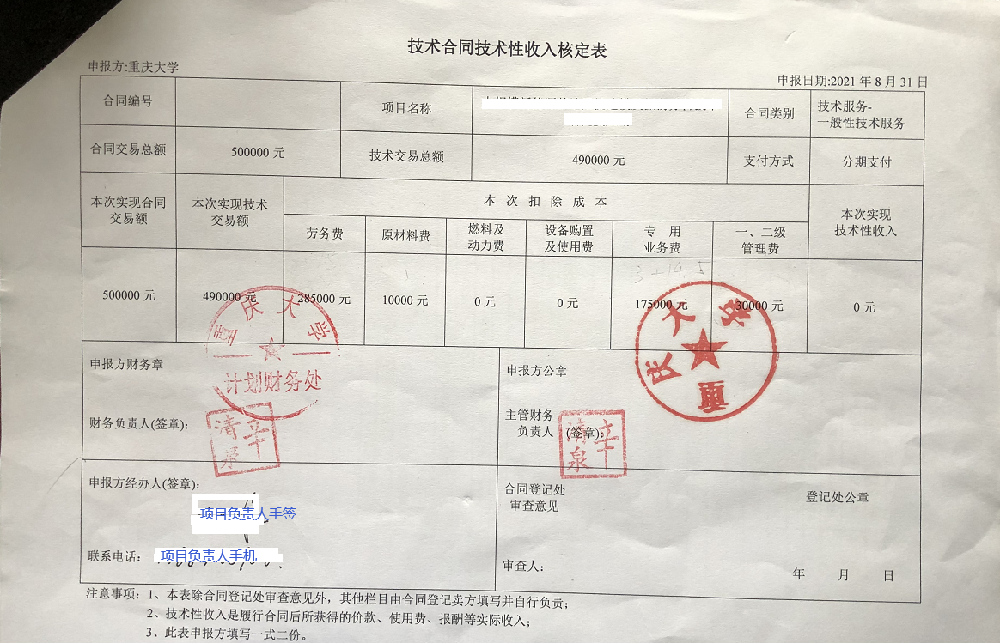 技术合同技术性收入核定表
申报方:重庆大学
申报日期:2021 年 8 月 31 日
合同编号
项目名称
合同类别
技术服务-
一般性技术服务
合同交易总额
500000 元
技术交易总额
490000 元
支付方式
分期支付
本次实现合同
交易额
本次实现技术
交易额
本 次 扣 除 成 本
本次实现
技术性收入
劳务费
原材料费
燃料及
动力费
设备购置
及使用费
专 用
业务费
一、二级
管理费
500000 元
490000 元
285000 元
10000 元
0 元
0 元
175000 元
30000 元
0 元
申报方财务章
重庆大学
计划财务处
财务负责人(签章):
辛清泉
申报方公章
重庆大学
主管财务
负责人 (签章):
辛清泉
申报方经办人(签章):
项目负责人手签
联系电话:
项目负责人手机
合同登记处
审查意见
登记处公章
审查人:
年 月 日
注意事项: 1、本表除合同登记处审查意见外，其他栏目由合同登记卖方填写并自行负责；
2、技术性收入是履行合同后所获得的价款、使用费、报酬等实际收入；
3、此表申报方填写一式二份。